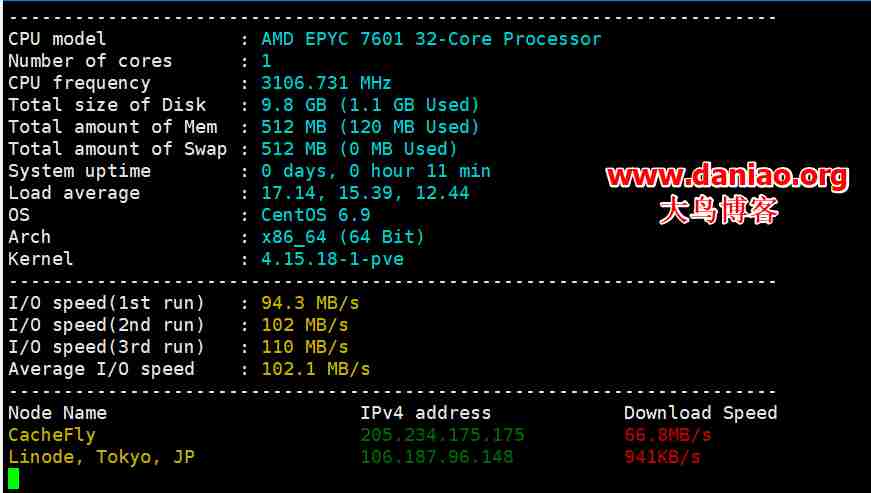 ----------------------------------------------------------------------
CPU model : AMD EPYC 7601 32-Core Processor
Number of cores : 1
CPU frequency : 3106.731 MHz
Total size of Disk : 9.8 GB (1.1 GB Used)
Total amount of Mem : 512 MB (120 MB Used)
Total amount of Swap : 512 MB (0 MB Used)
System uptime : 0 days, 0 hour 11 min
Load average : 17.14, 15.39, 12.44
OS : CentOS 6.9
Arch : x86_64 (64 Bit)
Kernel : 4.15.18-1-pve
www.daniao.org
大鸟博客
----------------------------------------------------------------------
I/O speed(1st run) : 94.3 MB/s
I/O speed(2nd run) : 102 MB/s
I/O speed(3rd run) : 110 MB/s
Average I/O speed : 102.1 MB/s
----------------------------------------------------------------------
Node Name IPv4 address Download Speed
CacheFly 205.234.175.175 66.8MB/s
Linode, Tokyo, JP 106.187.96.148 941KB/s